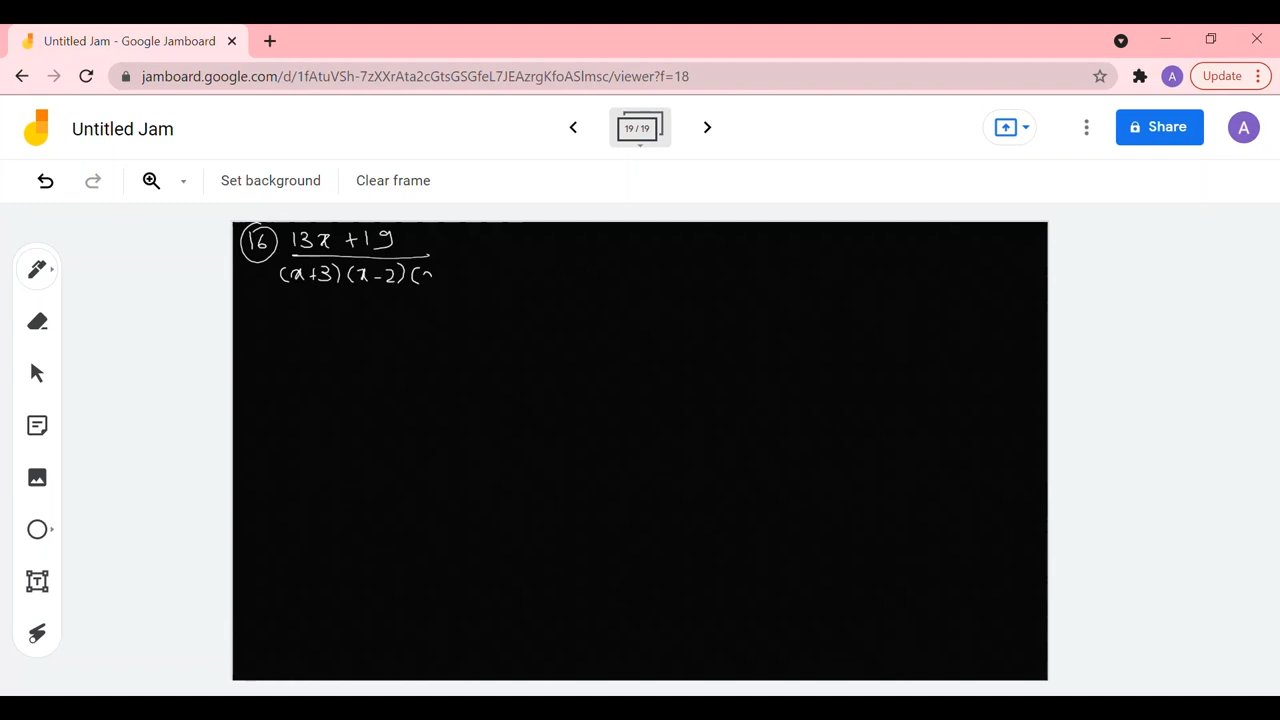 Untitled Jam - Google Jamboard
jamboard.google.com/d/1fAtuVSh-7zXXrAta2cGtsGSGfeL7JEAzrgKfoASlmsc/viewer?f=18
A
Update
Untitled Jam
19 / 19
Share
A
Set background
Clear frame
16 13x + 19
(x+3)(x-2)(
T